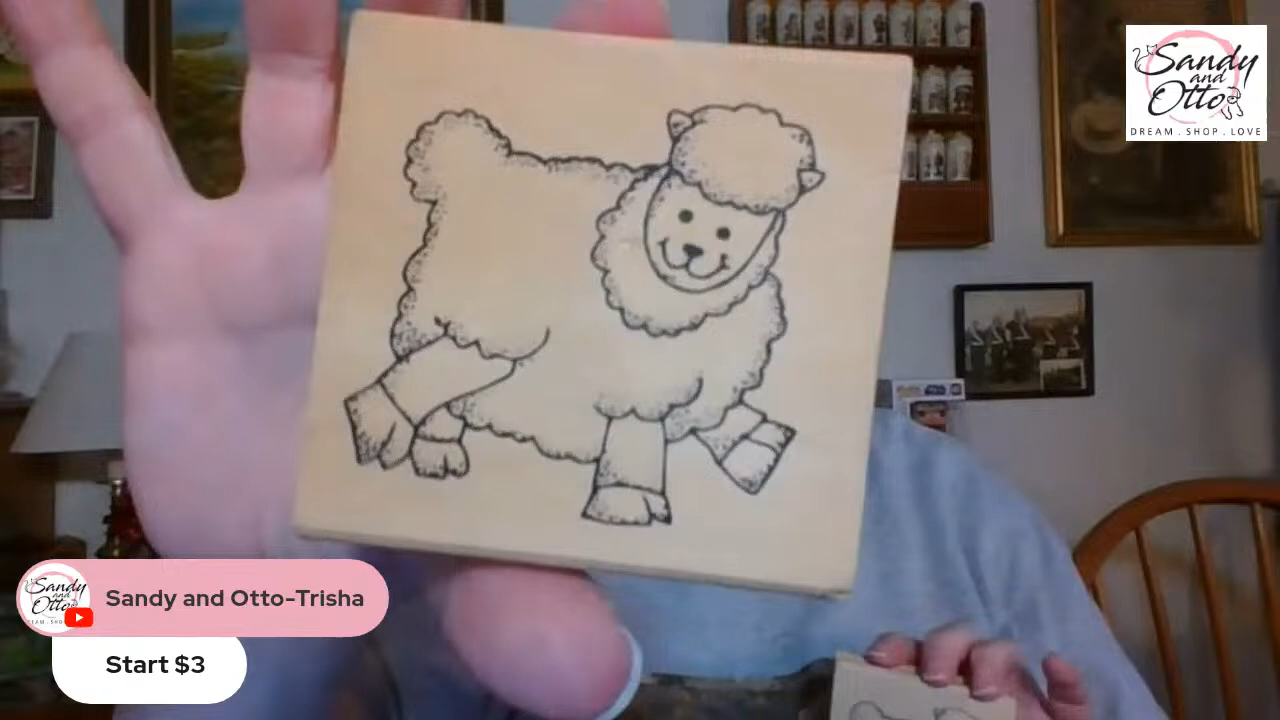 Sandy
and
Otto
DREAM . SHOP . LOVE
Sandy and Otto-Trisha
Start $3